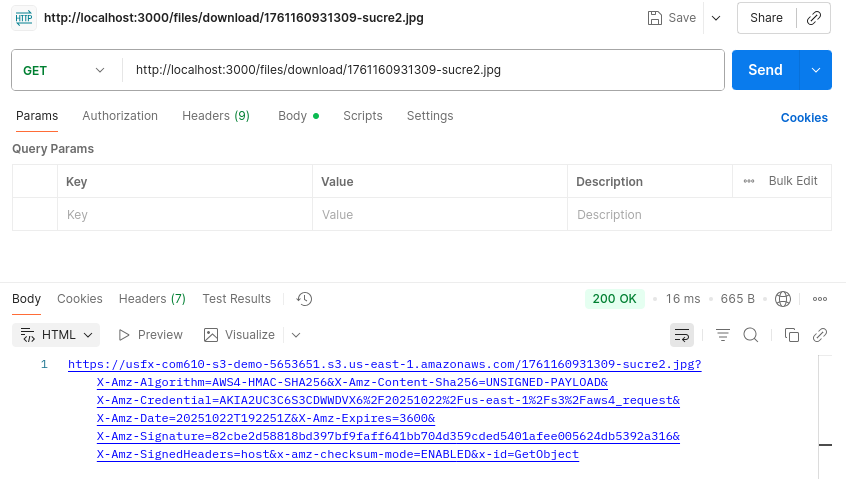 HTTP http://localhost:3000/files/download/1761160931309-sucre2.jpg Save Share
GET http://localhost:3000/files/download/1761160931309-sucre2.jpg Send
Params Authorization Headers (9) Body Scripts Settings Cookies
Query Params
Key Value Description Bulk Edit
Key Value Description
Body Cookies Headers (7) Test Results 200 OK 16 ms 665 B
HTML Preview Visualize
1 https://usfx-com610-s3-demo-5653651.s3.us-east-1.amazonaws.com/1761160931309-sucre2.jpg?
X-Amz-Algorithm=AWS4-HMAC-SHA256&X-Amz-Content-Sha256=UNSIGNED-PAYLOAD&
X-Amz-Credential=AKIA2UC3C6S3CDWWDVX6%2F20251022%2Fus-east-1%2Fs3%2Faws4_request&
X-Amz-Date=20251022T192251Z&X-Amz-Expires=3600&
X-Amz-Signature=82cbe2d58818bd397bf9faff641bb704d359cded5401afee005624db5392a316&
X-Amz-SignedHeaders=host&x-amz-checksum-mode=ENABLED&x-id=GetObject